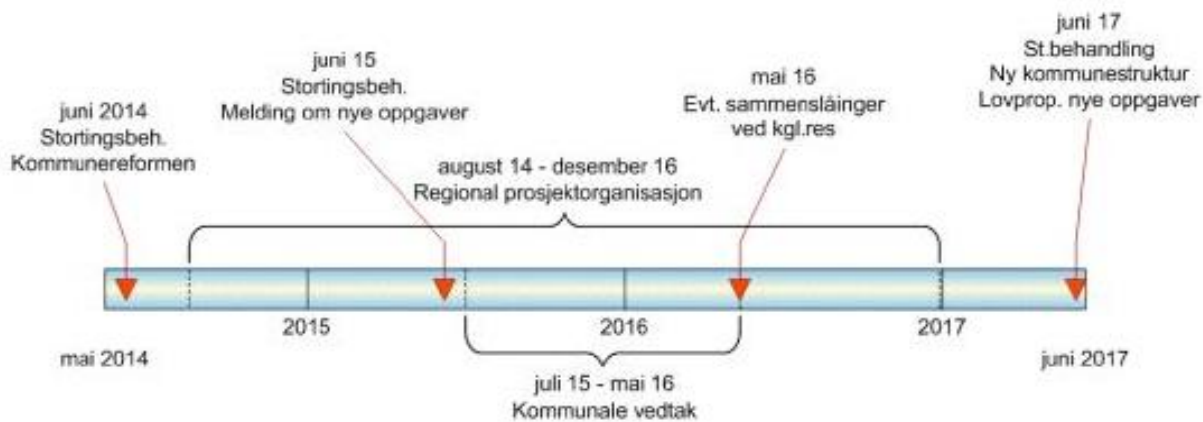 juni 2014
Stortingsbeh.
Kommunereformen
juni 15
Stortingsbeh.
Melding om nye oppgaver
august 14 - desember 16
Regional prosjektorganisasjon
mai 16
Evt. sammenslåinger
ved kgl.res
juni 17
St.behandling
Ny kommunestruktur
Lovprop. nye oppgaver
2015
2016
2017
mai 2014
juni 2017
juli 15 - mai 16
Kommunale vedtak